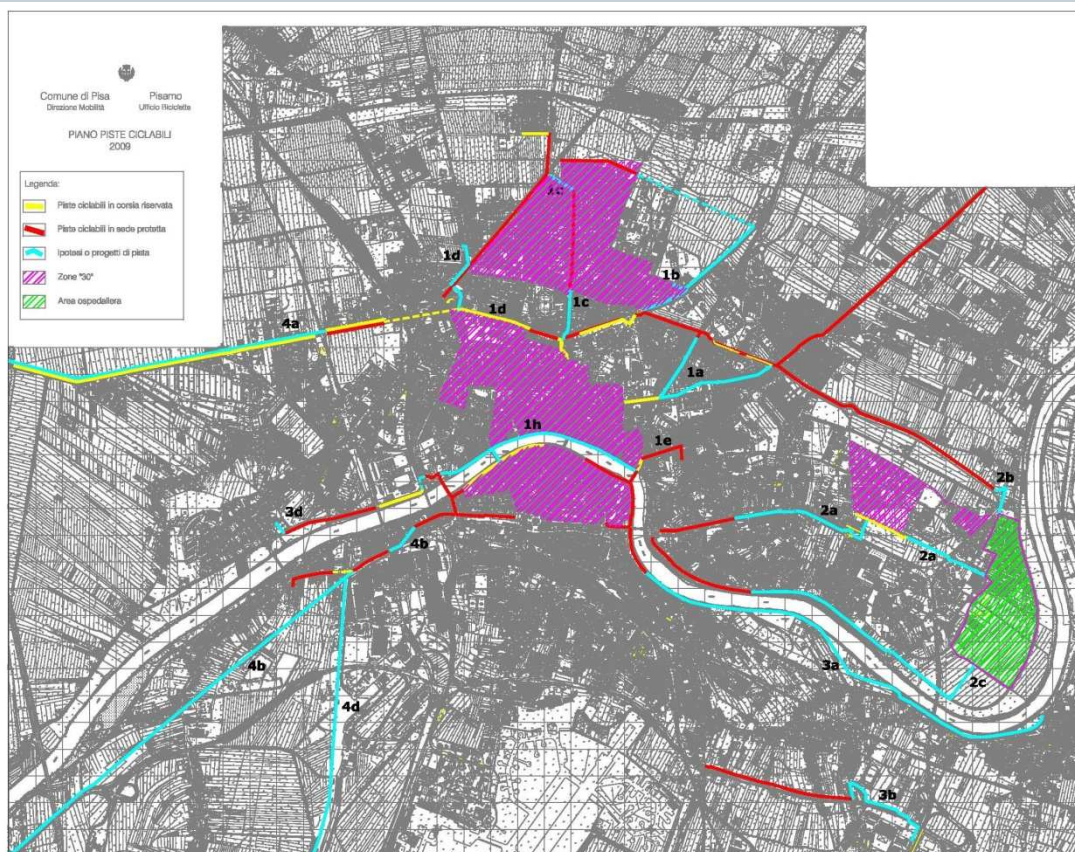 Comune di Pisa
Direzione Mobilità
Pisamo
Ufficio Biciclette
PIANO PISTE CICLABILI
2009
Legenda:
Piste ciclabili in corsia riservata
Piste ciclabili in sede protetta
Ipotesi o progetti di pista
Zone "30"
Area ospedaliera
1d
1b
1c
1d
4a
1a
1h
1e
2b
3d
2a
4b
2a
4b
3a
2c
4d
3b